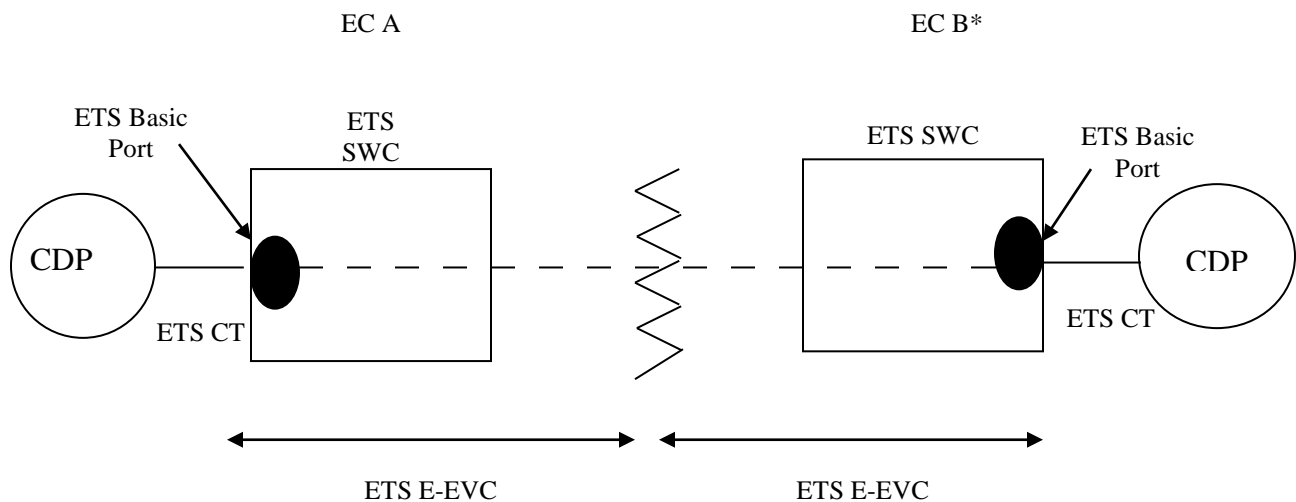 EC A
EC B*
ETS Basic
Port
ETS
SWC
ETS SWC
ETS Basic
Port
CDP
CDP
ETS CT
ETS CT
ETS E-EVC
ETS E-EVC